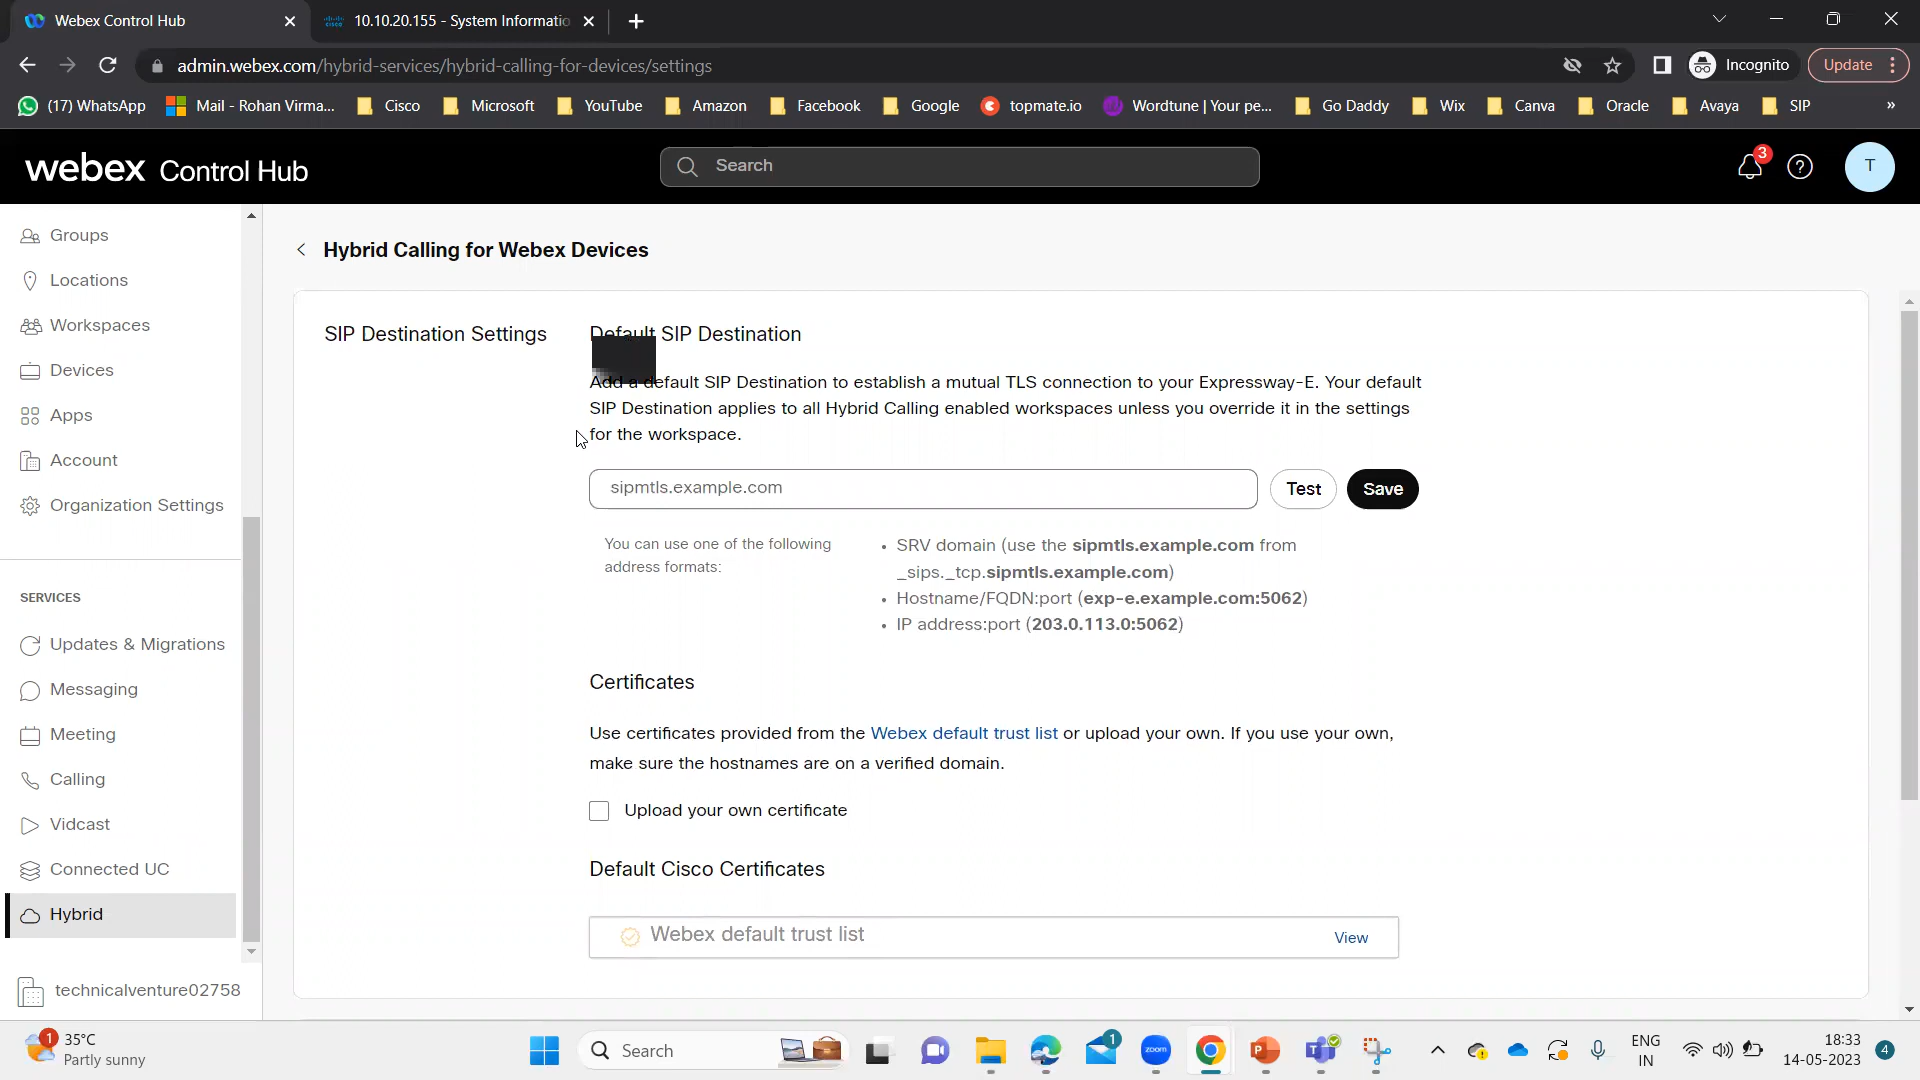 Webex Control Hub
10.10.20.155 - System Informatio
admin.webex.com/hybrid-services/hybrid-calling-for-devices/settings
Incognito
Update
(17) WhatsApp
Mail - Rohan Virma...
Cisco
Microsoft
YouTube
Amazon
Facebook
Google
topmate.io
Wordtune | Your pe...
Go Daddy
Wix
Canva
Oracle
Avaya
SIP
»
webex Control Hub
Search
3
T
Groups
Locations
Workspaces
Devices
Apps
Account
Organization Settings
SERVICES
Updates & Migrations
Messaging
Meeting
Calling
Vidcast
Connected UC
Hybrid
technicalventure02758
Hybrid Calling for Webex Devices
SIP Destination Settings
Default SIP Destination
Add a default SIP Destination to establish a mutual TLS connection to your Expressway-E. Your default
SIP Destination applies to all Hybrid Calling enabled workspaces unless you override it in the settings
for the workspace.
sipmtls.example.com
Test
Save
You can use one of the following
address formats:
• SRV domain (use the sipmtls.example.com from
_sips._tcp.sipmtls.example.com)
• Hostname/FQDN:port (exp-e.example.com:5062)
• IP address:port (203.0.113.0:5062)
Certificates
Use certificates provided from the Webex default trust list or upload your own. If you use your own,
make sure the hostnames are on a verified domain.
Upload your own certificate
Default Cisco Certificates
Webex default trust list
View
1
35°C
Partly sunny
Search
1
zoom
ENG
IN
18:33
14-05-2023
4